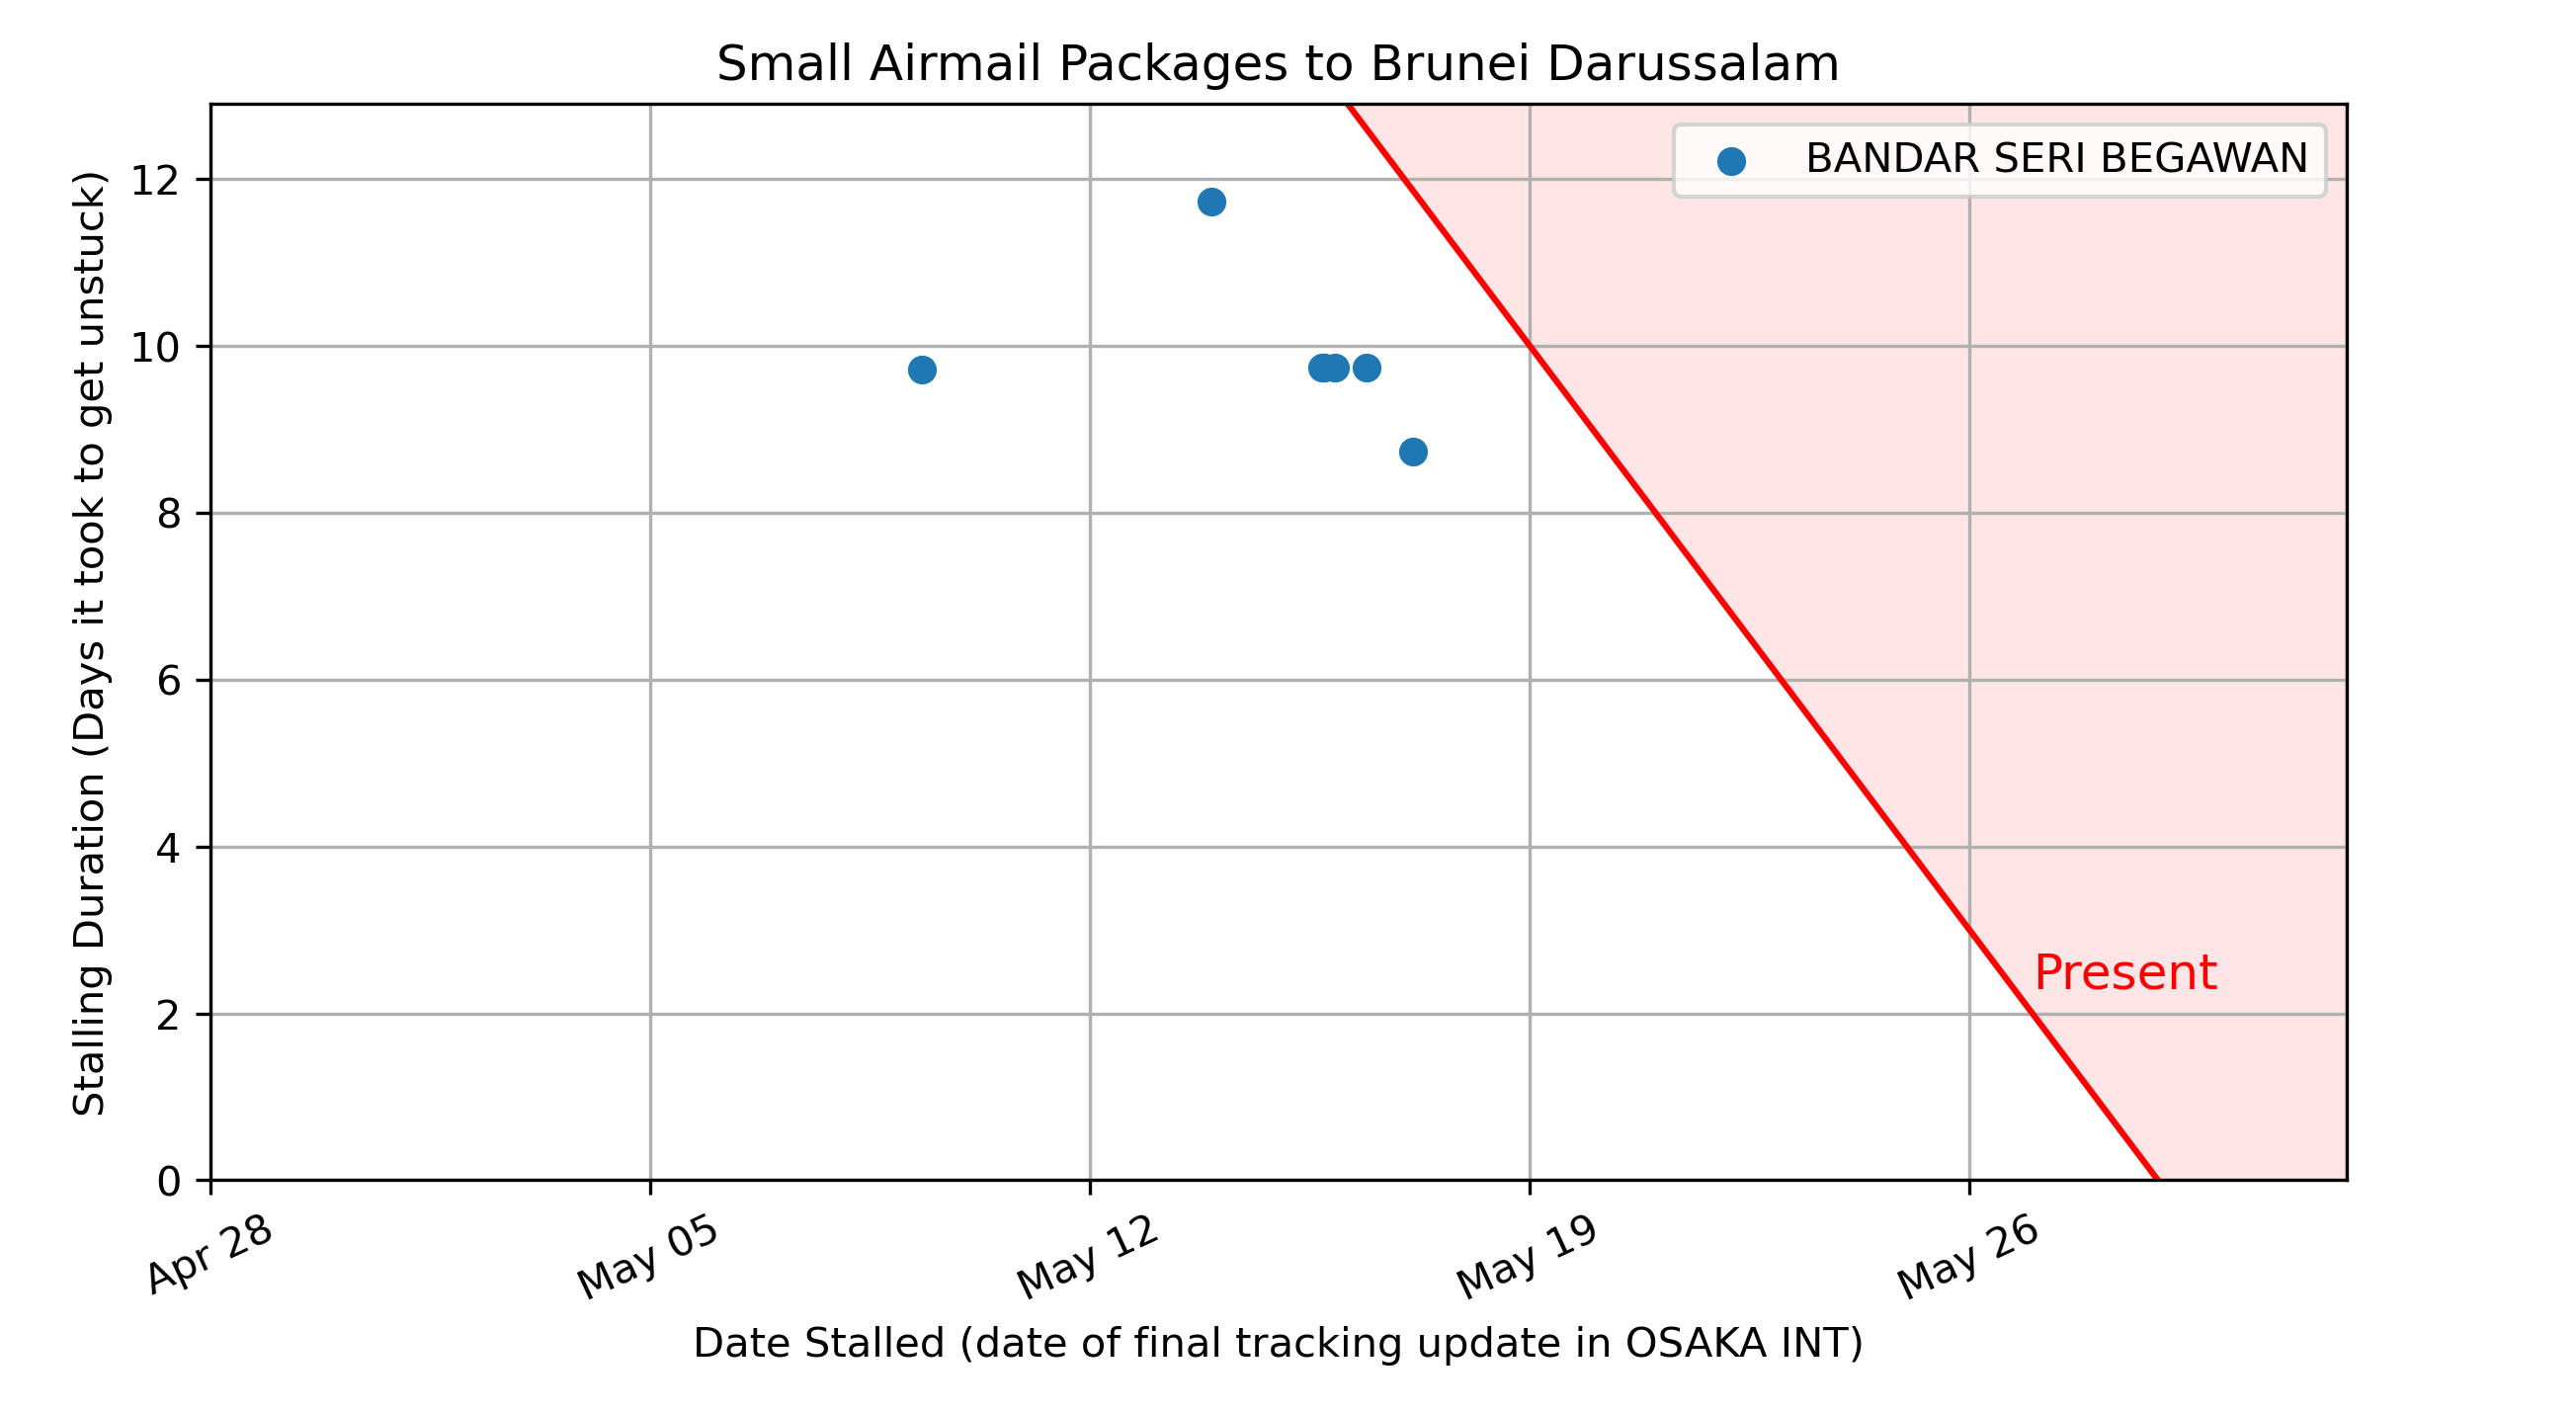 Small Airmail Packages to Brunei Darussalam
BANDAR SERI BEGAWAN
Stalling Duration (Days it took to get unstuck)
12
10
8
6
4
2
0
Present
Apr 28
May 05
May 12
May 19
May 26
Date Stalled (date of final tracking update in OSAKA INT)